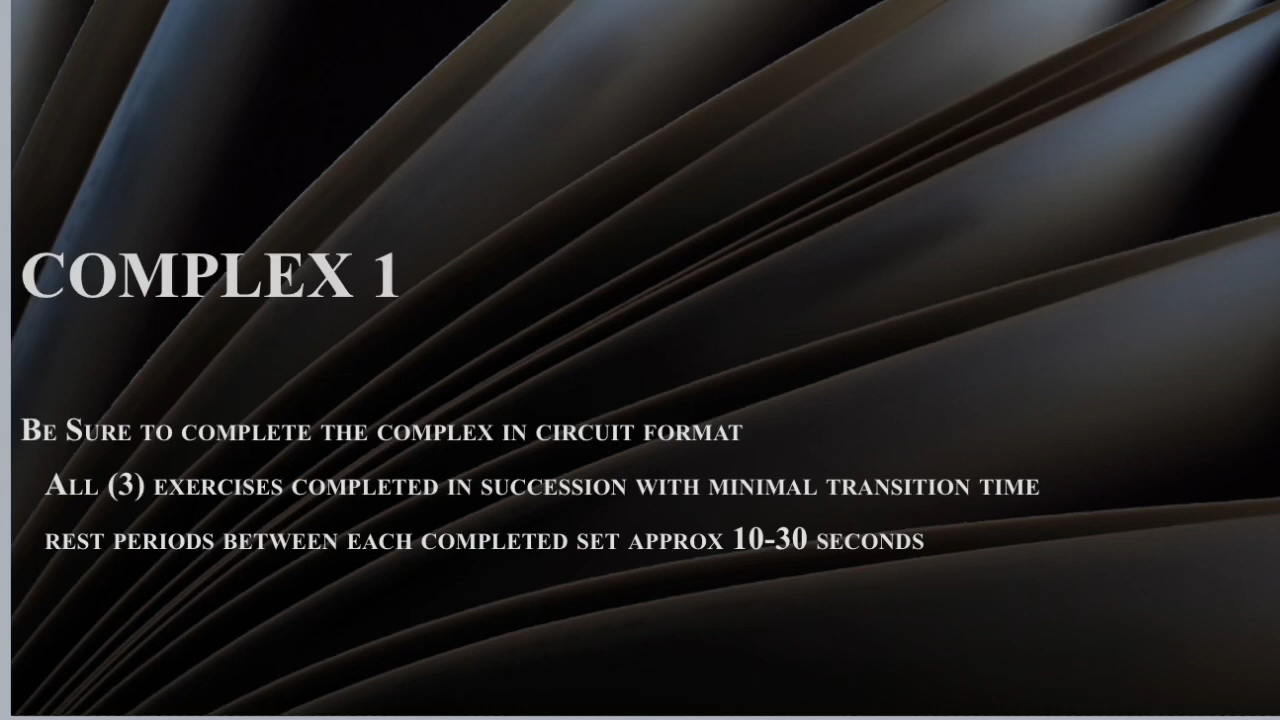 COMPLEX 1
Be Sure to complete the complex in circuit format
All (3) exercises completed in succession with minimal transition time
rest periods between each completed set approx 10-30 seconds